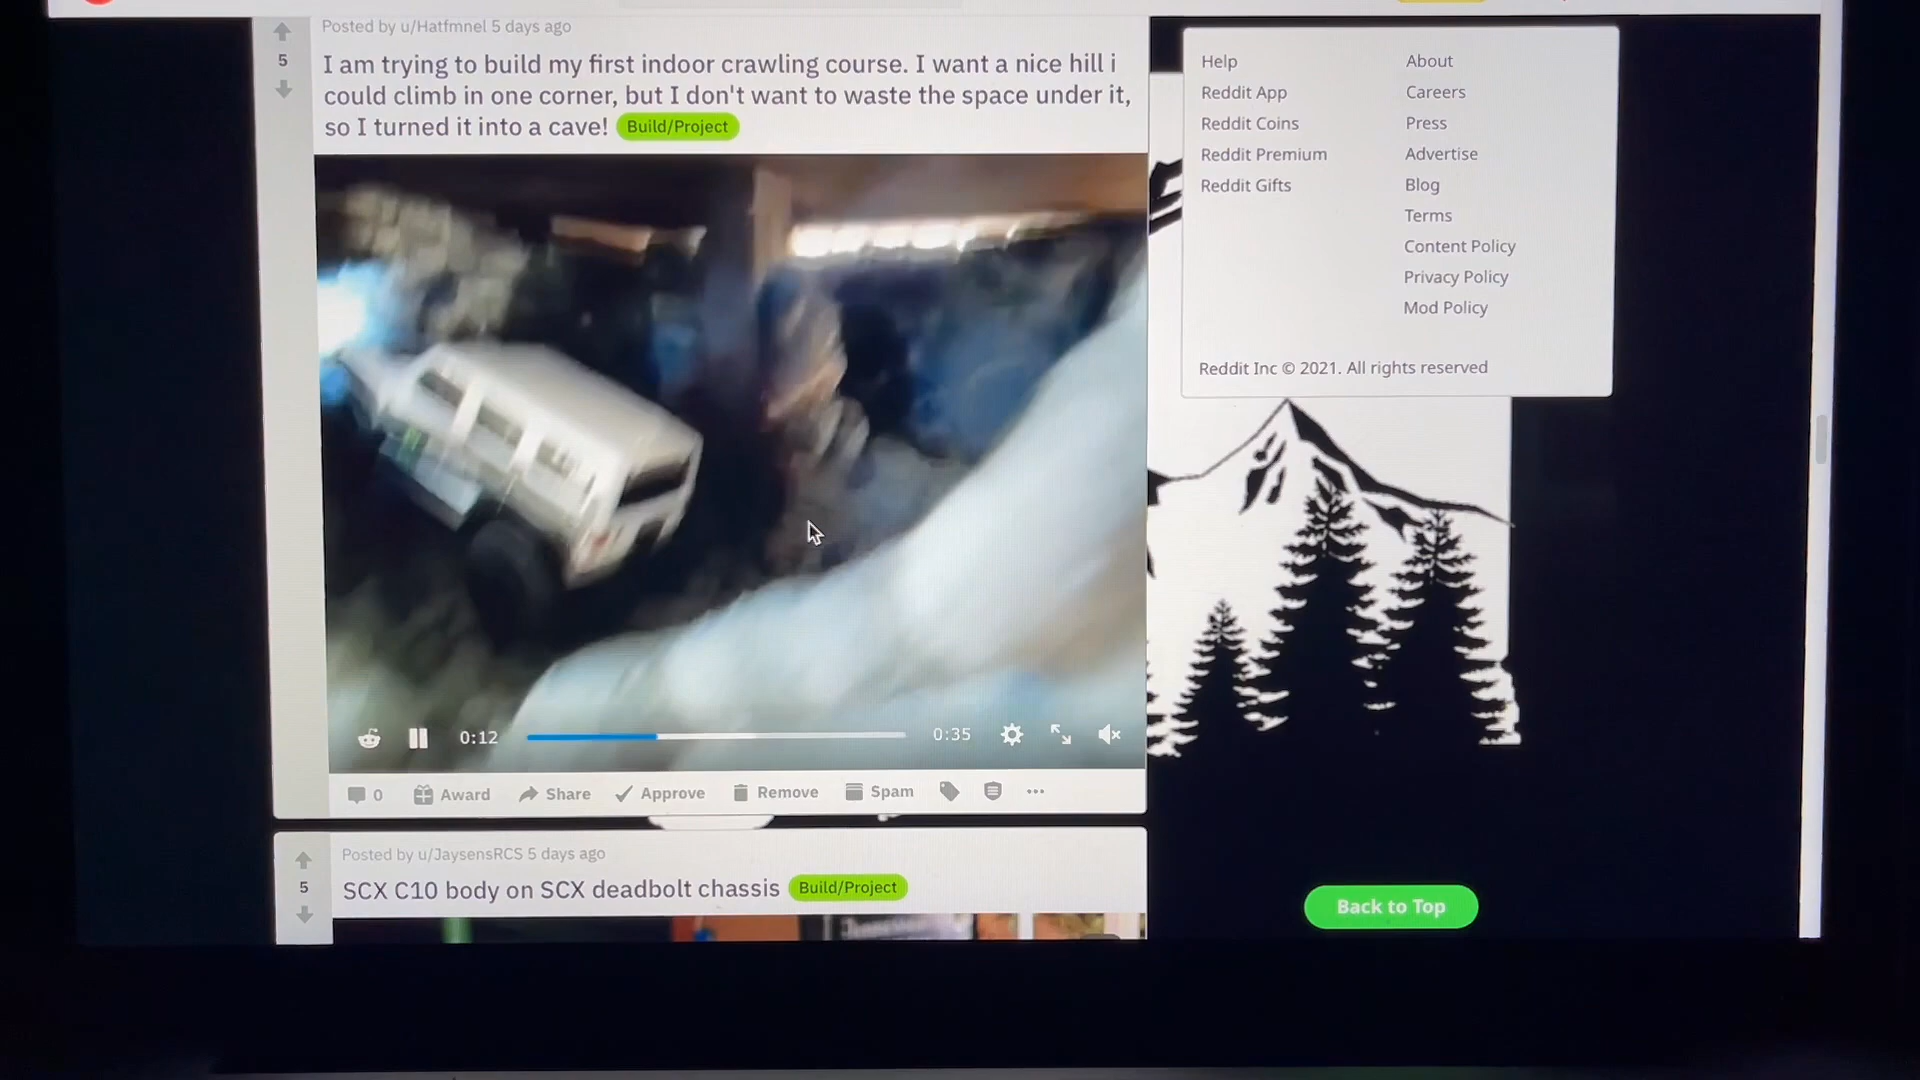 Posted by u/Hatfmnel 5 days ago
5
I am trying to build my first indoor crawling course. I want a nice hill i
could climb in one corner, but I don't want to waste the space under it,
so I turned it into a cave! Build/Project
0:12
0:35
0 Award Share Approve Remove Spam
Posted by u/JaysensRCS 5 days ago
5
SCX C10 body on SCX deadbolt chassis Build/Project
Help
Reddit App
Reddit Coins
Reddit Premium
Reddit Gifts
About
Careers
Press
Advertise
Blog
Terms
Content Policy
Privacy Policy
Mod Policy
Reddit Inc © 2021. All rights reserved
Back to Top